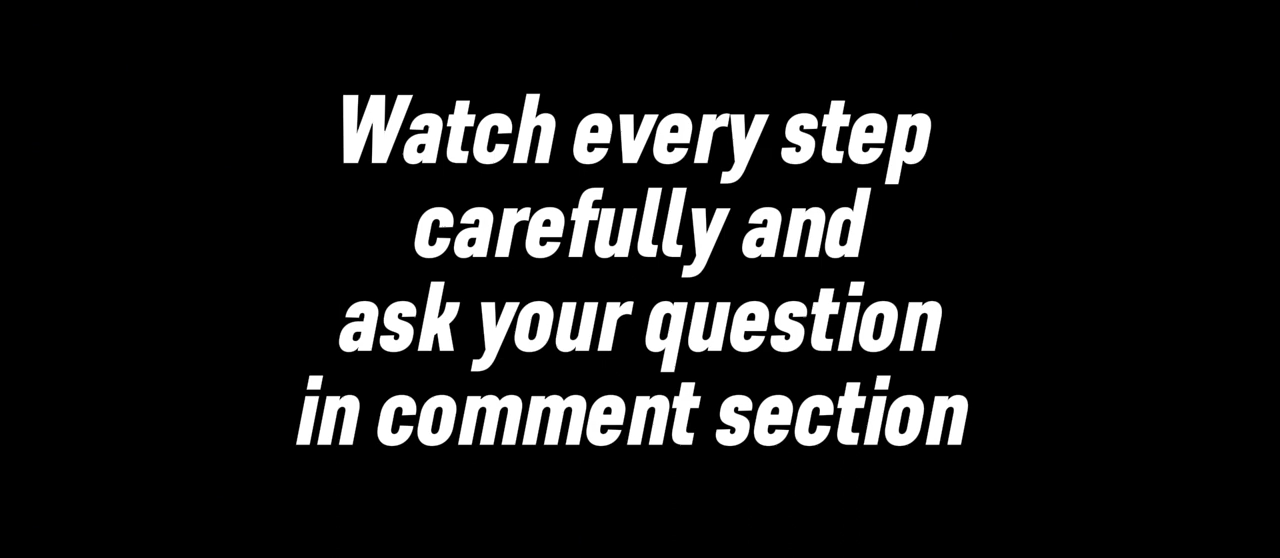 Watch every step
carefully and
ask your question
in comment section